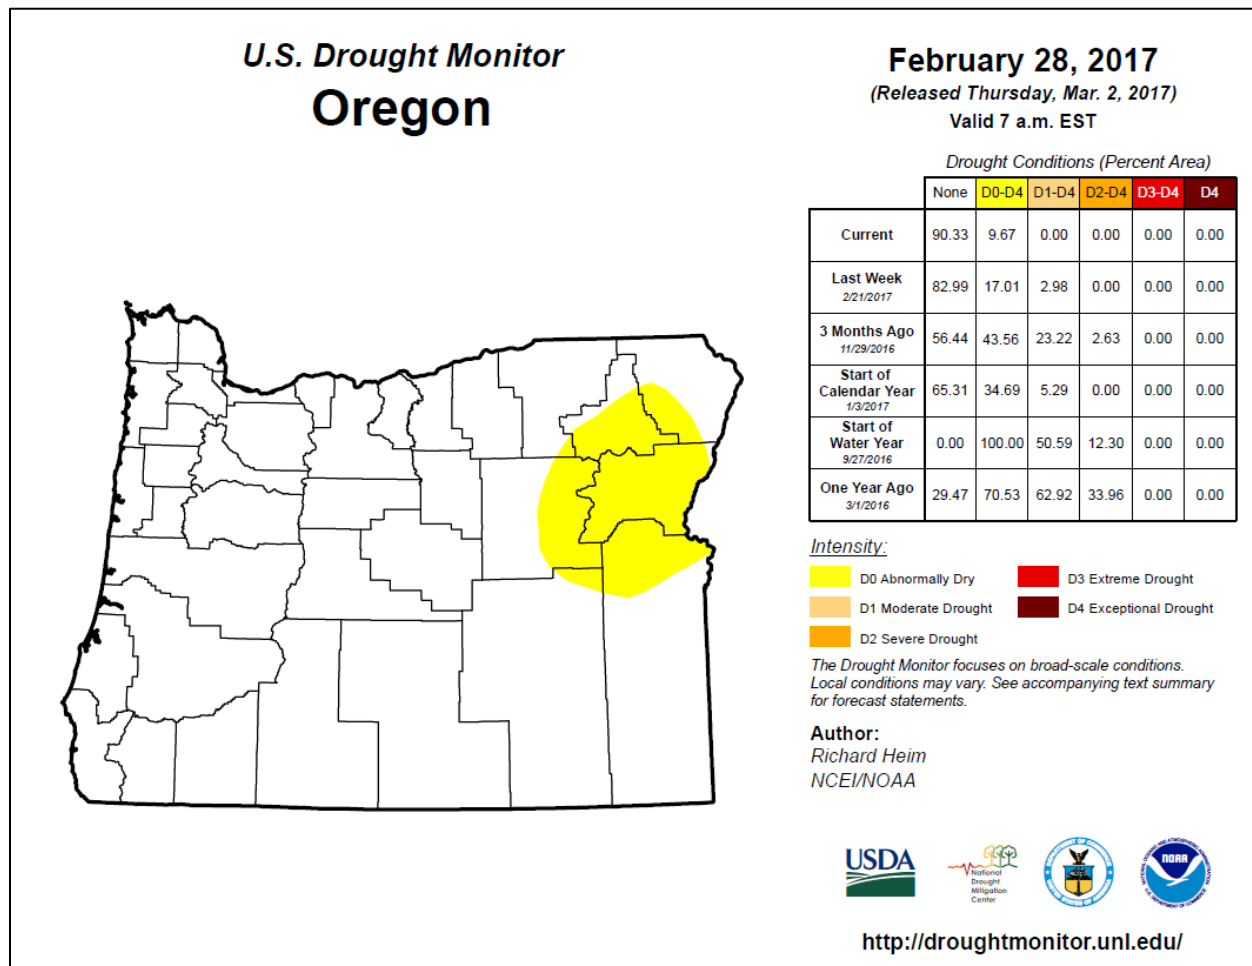 U.S. Drought Monitor
Oregon
February 28, 2017
(Released Thursday, Mar. 2, 2017)
Valid 7 a.m. EST
Drought Conditions (Percent Area)
None D0-D4 D1-D4 D2-D4 D3-D4 D4
Current 90.33 9.67 0.00 0.00 0.00 0.00
Last Week
2/21/2017
82.99 17.01 2.98 0.00 0.00 0.00
3 Months Ago
11/29/2016
56.44 43.56 23.22 2.63 0.00 0.00
Start of
Calendar Year
1/3/2017
65.31 34.69 5.29 0.00 0.00 0.00
Start of
Water Year
9/27/2016
0.00 100.00 50.59 12.30 0.00 0.00
One Year Ago
3/1/2016
29.47 70.53 62.92 33.96 0.00 0.00
Intensity:
D0 Abnormally Dry
D3 Extreme Drought
D1 Moderate Drought
D4 Exceptional Drought
D2 Severe Drought
The Drought Monitor focuses on broad-scale conditions.
Local conditions may vary. See accompanying text summary
for forecast statements.
Author:
Richard Heim
NCEI/NOAA
USDA
National
Drought
Mitigation
Center
NOAA
http://droughtmonitor.unl.edu/